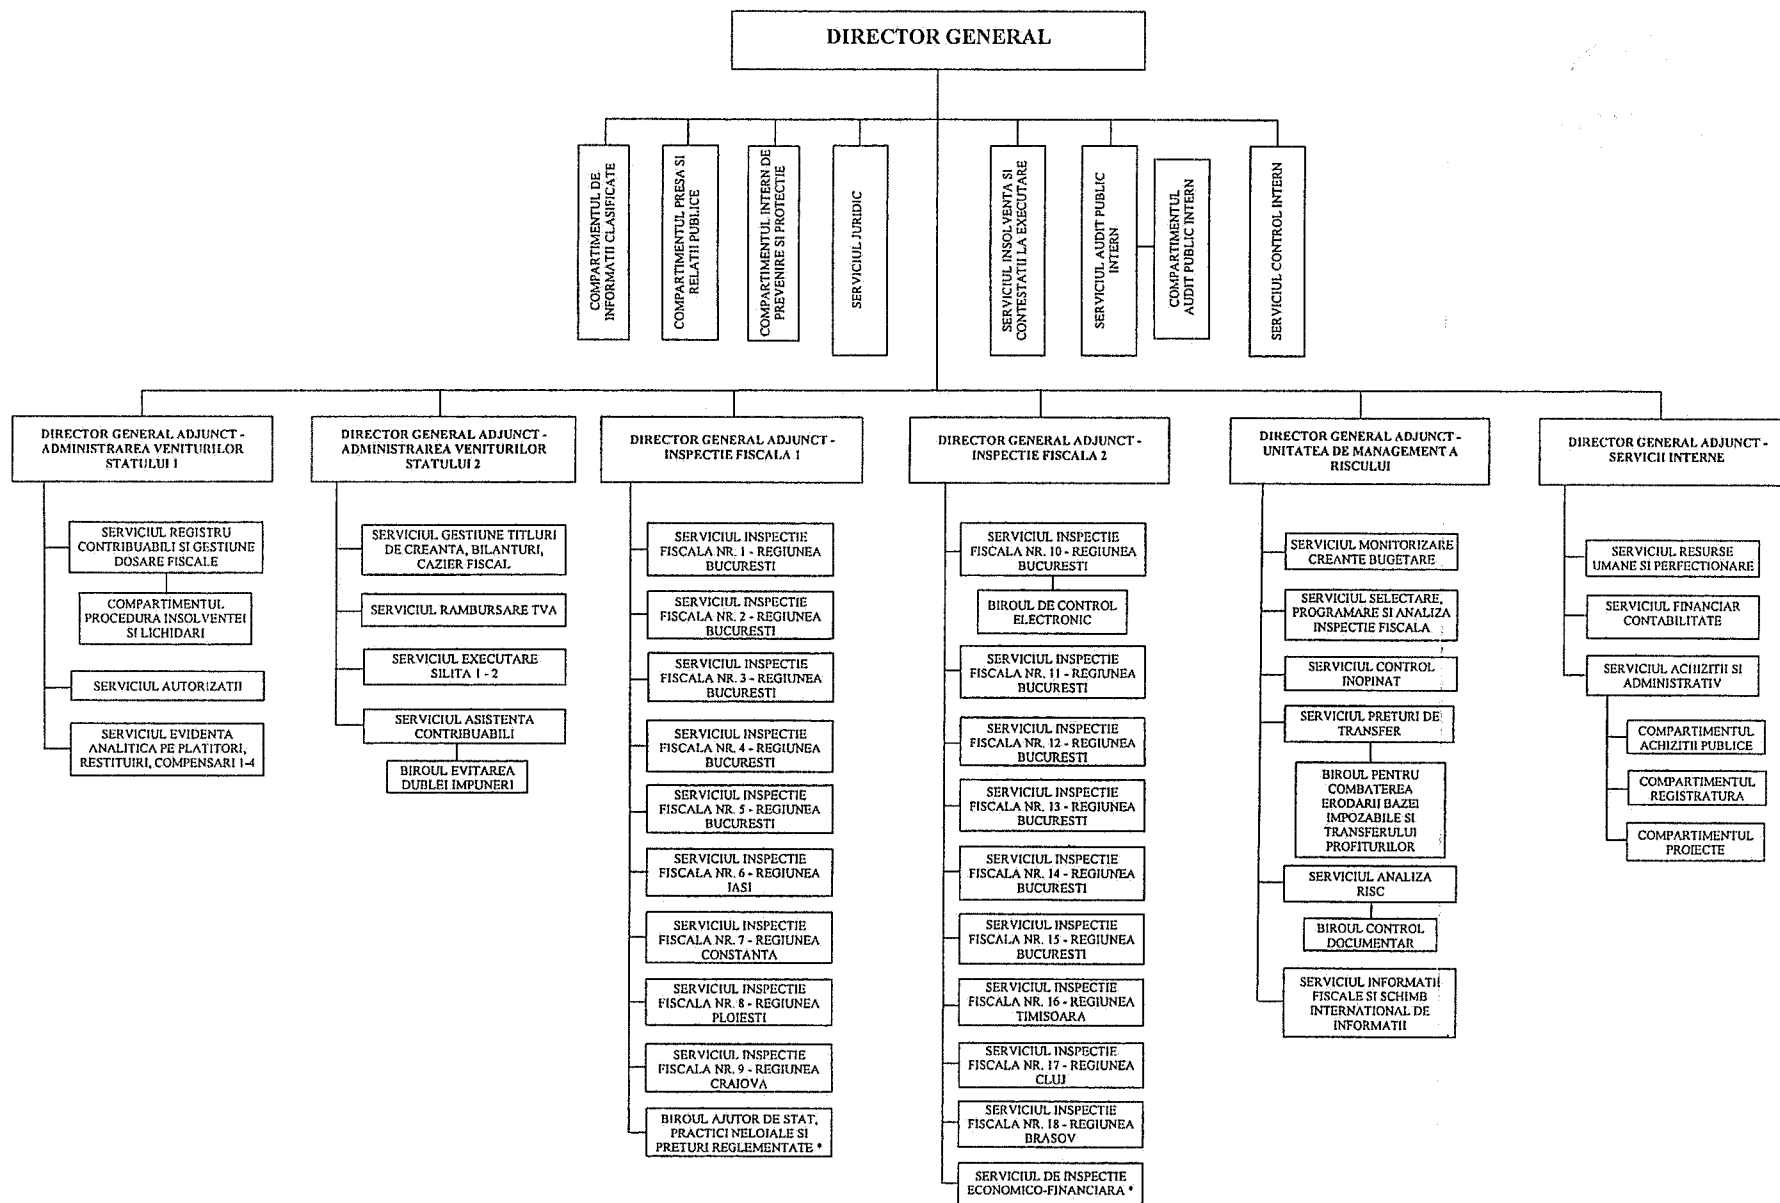 DIRECTOR GENERAL
COMPARTIMENTUL DE
INFORMATII CLASIFICATE
COMPARTIMENTUL PRESA SI
RELATII PUBLICE
COMPARTIMENTUL INTERN DE
PREVENIRE SI PROTECTIE
SERVICIUL JURIDIC
SERVICIUL INSOLVENTA SI
CONTESTATII LA EXECUTARE
SERVICIUL AUDIT PUBLIC
INTERN
COMPARTIMENTUL
AUDIT PUBLIC INTERN
SERVICIUL CONTROL INTERN
DIRECTOR GENERAL ADJUNCT -
ADMINISTRAREA VENITURILOR
STATULUI 1
SERVICIUL REGISTRU
CONTRIBUABILI SI GESTIUNE
DOSARE FISCALE
COMPARTIMENTUL
PROCEDURA INSOLVENTEI
SI LICHIDARI
SERVICIUL AUTORIZATII
SERVICIUL EVIDENTA
ANALITICA PE PLATITORI,
RESTITUIRI, COMPENSARI 1-4
DIRECTOR GENERAL ADJUNCT -
ADMINISTRAREA VENITURILOR
STATULUI 2
SERVICIUL GESTIUNE TITLURI
DE CREANTA, BILANTURI,
CAZIER FISCAL
SERVICIUL RAMBURSARE TVA
SERVICIUL EXECUTARE
SILITA 1 - 2
SERVICIUL ASISTENTA
CONTRIBUABILI
BIROUL EVITAREA
DUBLEI IMPUNERI
DIRECTOR GENERAL ADJUNCT -
INSPECTIE FISCALA 1
SERVICIUL INSPECTIE
FISCALA NR. 1 - REGIUNEA
BUCURESTI
SERVICIUL INSPECTIE
FISCALA NR. 2 - REGIUNEA
BUCURESTI
SERVICIUL INSPECTIE
FISCALA NR. 3 - REGIUNEA
BUCURESTI
SERVICIUL INSPECTIE
FISCALA NR. 4 - REGIUNEA
BUCURESTI
SERVICIUL INSPECTIE
FISCALA NR. 5 - REGIUNEA
BUCURESTI
SERVICIUL INSPECTIE
FISCALA NR. 6 - REGIUNEA
IASI
SERVICIUL INSPECTIE
FISCALA NR. 7 - REGIUNEA
CONSTANTA
SERVICIUL INSPECTIE
FISCALA NR. 8 - REGIUNEA
PLOIESTI
SERVICIUL INSPECTIE
FISCALA NR. 9 - REGIUNEA
CRAIOVA
BIROUL AJUTOR DE STAT,
PRACTICI NELOIALE SI
PRETURI REGLEMENTATE *
DIRECTOR GENERAL ADJUNCT -
INSPECTIE FISCALA 2
SERVICIUL INSPECTIE
FISCALA NR. 10 - REGIUNEA
BUCURESTI
BIROUL DE CONTROL
ELECTRONIC
SERVICIUL INSPECTIE
FISCALA NR. 11 - REGIUNEA
BUCURESTI
SERVICIUL INSPECTIE
FISCALA NR. 12 - REGIUNEA
BUCURESTI
SERVICIUL INSPECTIE
FISCALA NR. 13 - REGIUNEA
BUCURESTI
SERVICIUL INSPECTIE
FISCALA NR. 14 - REGIUNEA
BUCURESTI
SERVICIUL INSPECTIE
FISCALA NR. 15 - REGIUNEA
BUCURESTI
SERVICIUL INSPECTIE
FISCALA NR. 16 - REGIUNEA
TIMISOARA
SERVICIUL INSPECTIE
FISCALA NR. 17 - REGIUNEA
CLUJ
SERVICIUL INSPECTIE
FISCALA NR. 18 - REGIUNEA
BRASOV
SERVICIUL DE INSPECTIE
ECONOMICO-FINANCIARA *
DIRECTOR GENERAL ADJUNCT -
UNITATEA DE MANAGEMENT A
RISCULUI
SERVICIUL MONITORIZARE
CREANTE BUGETARE
SERVICIUL SELECTARE,
PROGRAMARE SI ANALIZA
INSPECTIE FISCALA
SERVICIUL CONTROL
INOPINAT
SERVICIUL PRETURI DE
TRANSFER
BIROUL PENTRU
COMBATEREA
ERODARII BAZEI
IMPOZABILE SI
TRANSFERULUI
PROFITURILOR
SERVICIUL ANALIZA
RISC
BIROUL CONTROL
DOCUMENTAR
SERVICIUL INFORMATII
FISCALE SI SCHIMB
INTERNATIONAL DE
INFORMATII
DIRECTOR GENERAL ADJUNCT -
SERVICII INTERNE
SERVICIUL RESURSE
UMANE SI PERFECTIONARE
SERVICIUL FINANCIAR
CONTABILITATE
SERVICIUL ACHIZITII SI
ADMINISTRATIV
COMPARTIMENTUL
ACHIZITII PUBLICE
COMPARTIMENTUL
REGISTRATURA
COMPARTIMENTUL
PROIECTE